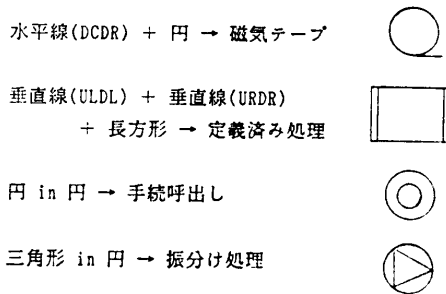 水平線(DCDR) + 円 → 磁気テープ
垂直線(ULDL) + 垂直線(URDR)
+ 長方形 → 定義済み処理
円 in 円 → 手続呼出し
三角形 in 円 → 振分け処理